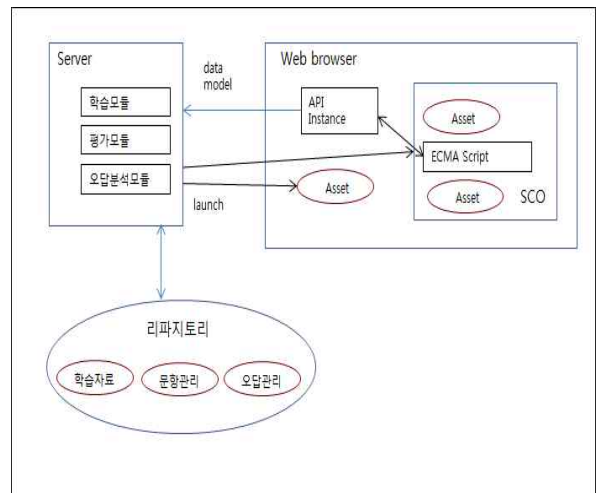 Server
학습모듈
평가모듈
오답분석모듈
data
model
launch
Web browser
API
Instance
Asset
Asset
ECMA Script
Asset
SCO
리파지토리
학습자료
문항관리
오답관리